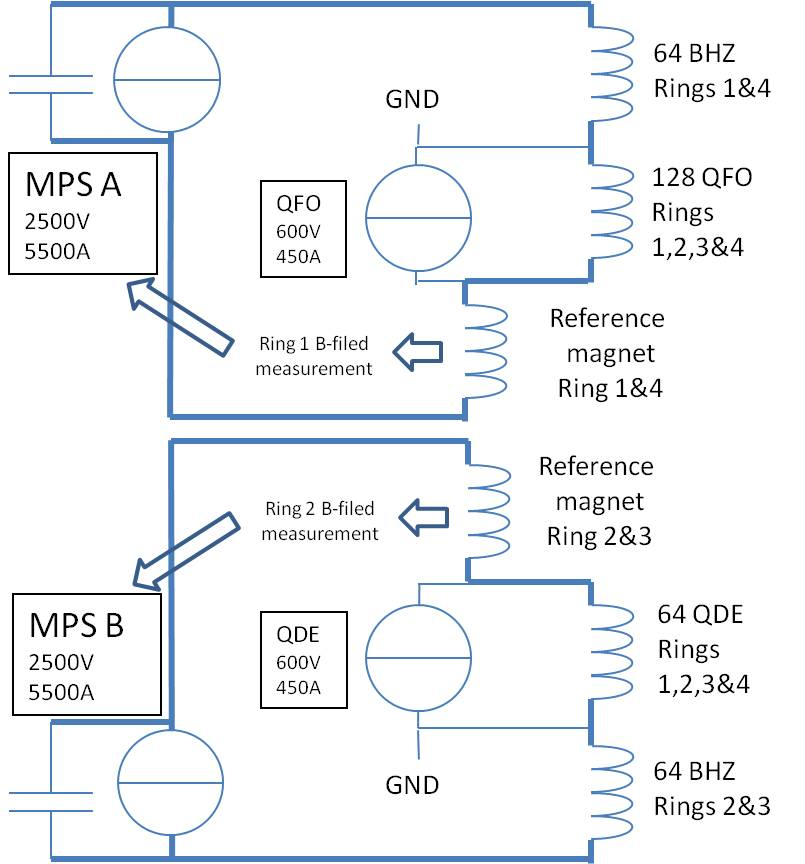 64 BHZ
Rings 1&4
GND
MPS A
2500V
5500A
QFO
600V
450A
128 QFO
Rings
1,2,3&4
Ring 1 B-filed
measurement
Reference
magnet
Ring 1&4
Reference
magnet
Ring 2&3
Ring 2 B-filed
measurement
MPS B
2500V
5500A
QDE
600V
450A
64 QDE
Rings
1,2,3&4
GND
64 BHZ
Rings 2&3